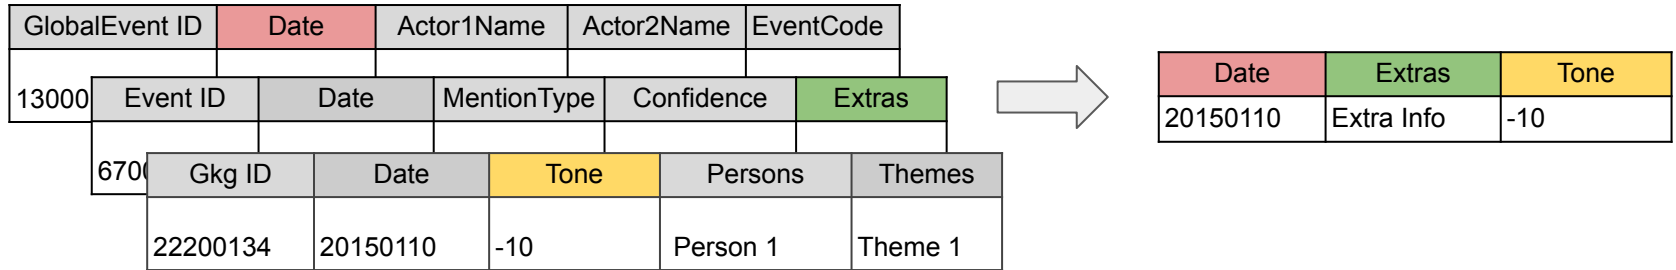 GlobalEvent ID Date Actor1Name Actor2Name EventCode
13000
Event ID Date MentionType Confidence Extras
670
Gkg ID Date Tone Persons Themes
22200134 20150110 -10 Person 1 Theme 1
Date Extras Tone
20150110 Extra Info -10